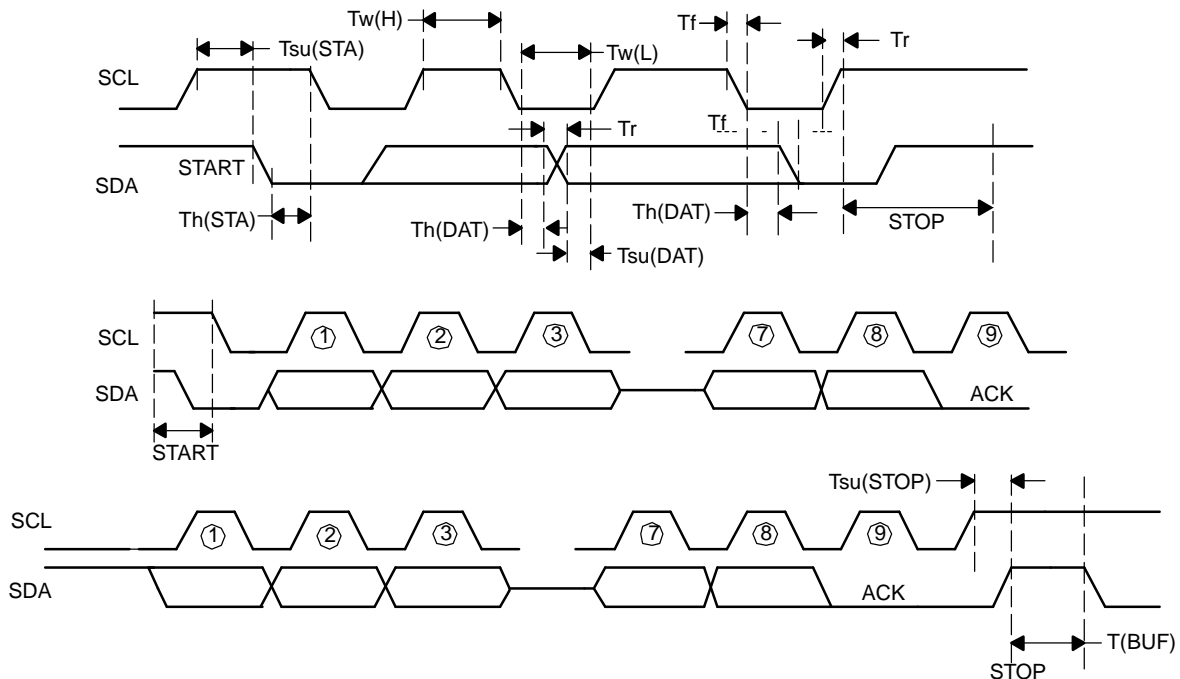 Tw(H)
Tf
Tr
Tsu(STA)
Tw(L)
SCL
Tr
Tf
START
SDA
Th(STA)
Th(DAT)
Th(DAT)
STOP
Tsu(DAT)
SCL
1 2 3 7 8 9
SDA
ACK
START
Tsu(STOP)
SCL
1 2 3 7 8 9
SDA
ACK
T(BUF)
STOP